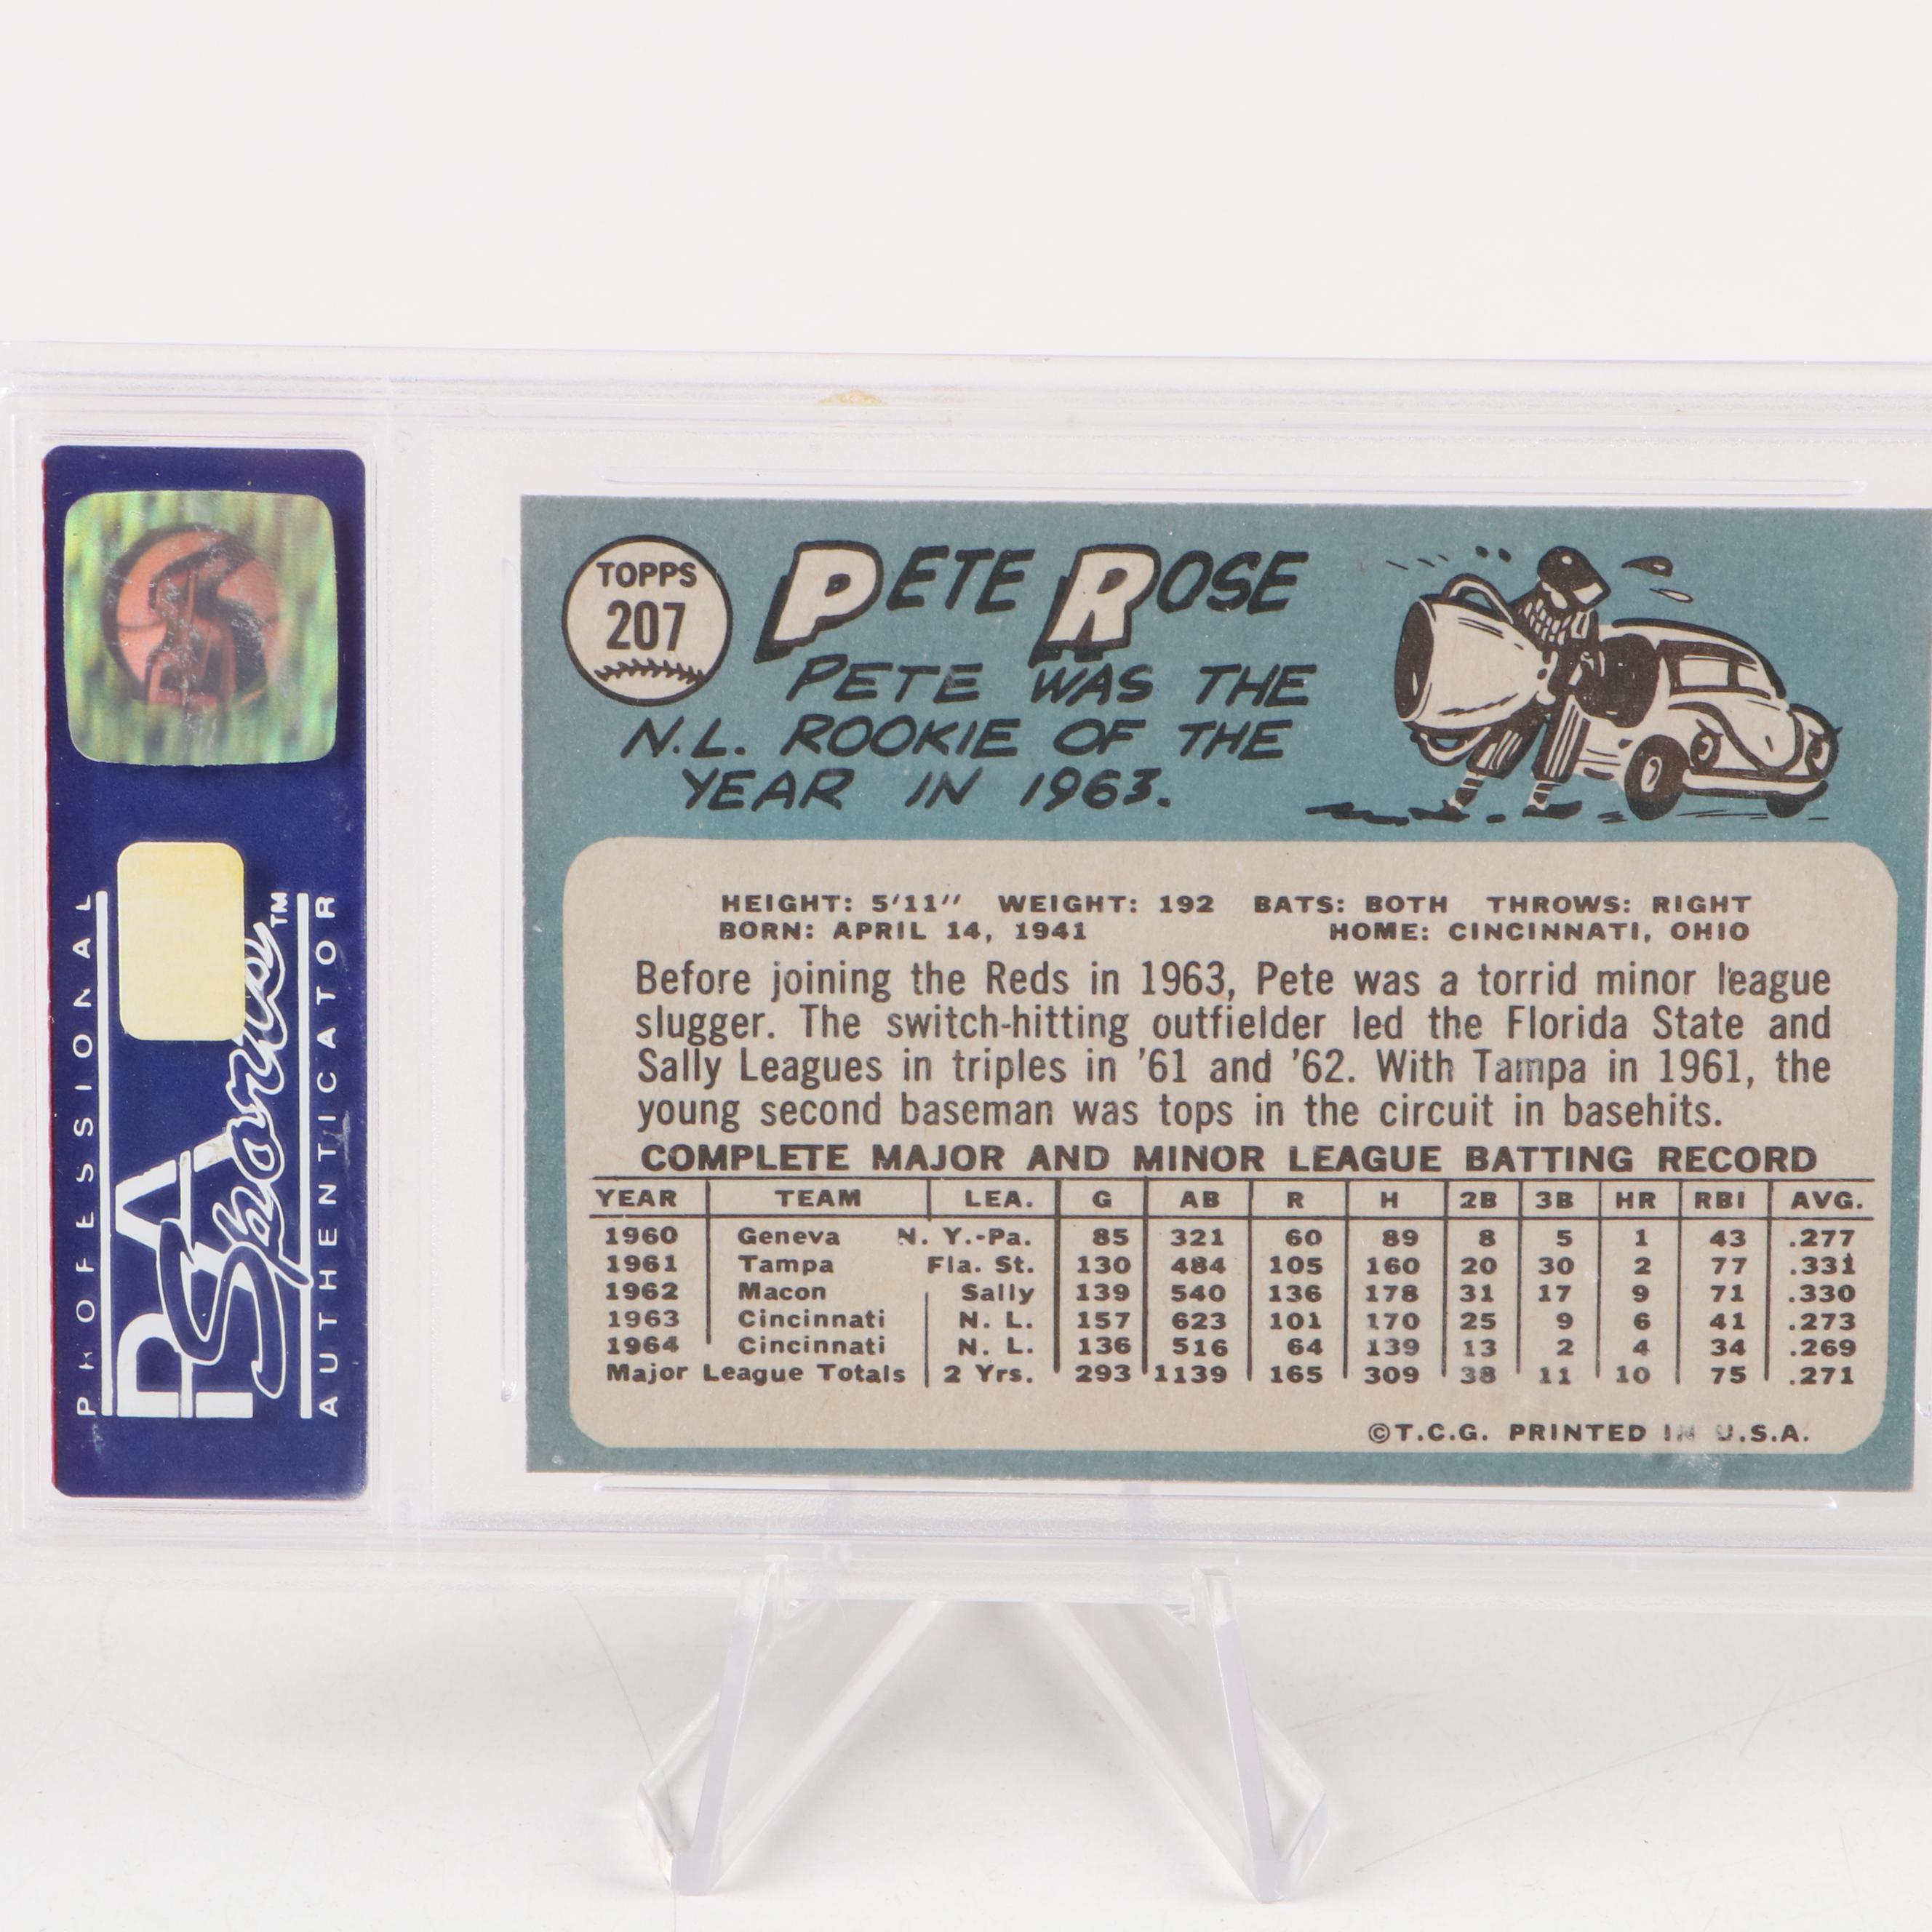 PROFESSIONAL
PSA
Sports™
AUTHENTICATOR
TOPPS
207
PETE ROSE
PETE WAS THE
N.L. ROOKIE OF THE
YEAR IN 1963.
HEIGHT: 5'11" WEIGHT: 192 BATS: BOTH THROWS: RIGHT
BORN: APRIL 14, 1941 HOME: CINCINNATI, OHIO
Before joining the Reds in 1963, Pete was a torrid minor league
slugger. The switch-hitting outfielder led the Florida State and
Sally Leagues in triples in '61 and '62. With Tampa in 1961, the
young second baseman was tops in the circuit in basehits.
COMPLETE MAJOR AND MINOR LEAGUE BATTING RECORD
YEAR TEAM LEA. G AB R H 2B 3B HR RBI AVG.
1960 Geneva N. Y.-Pa. 85 321 60 89 8 5 1 43 .277
1961 Tampa Fla. St. 130 484 105 160 20 30 2 77 .331
1962 Macon Sally 139 540 136 178 31 17 9 71 .330
1963 Cincinnati N. L. 157 623 101 170 25 9 6 41 .273
1964 Cincinnati N. L. 136 516 64 139 13 2 4 34 .269
Major League Totals 2 Yrs. 293 1139 165 309 38 11 10 75 .271
©T.C.G. PRINTED IN U.S.A.